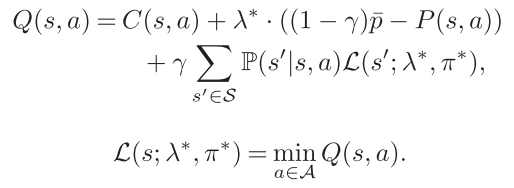 Q(s, a) = C(s, a) + λ* · ((1 − γ)p̄ − P(s, a))
+ γ ∑_{s′∈𝒮} ℙ(s′|s, a)ℒ(s′; λ*, π*),
ℒ(s; λ*, π*) = min_{a∈𝒜} Q(s, a).